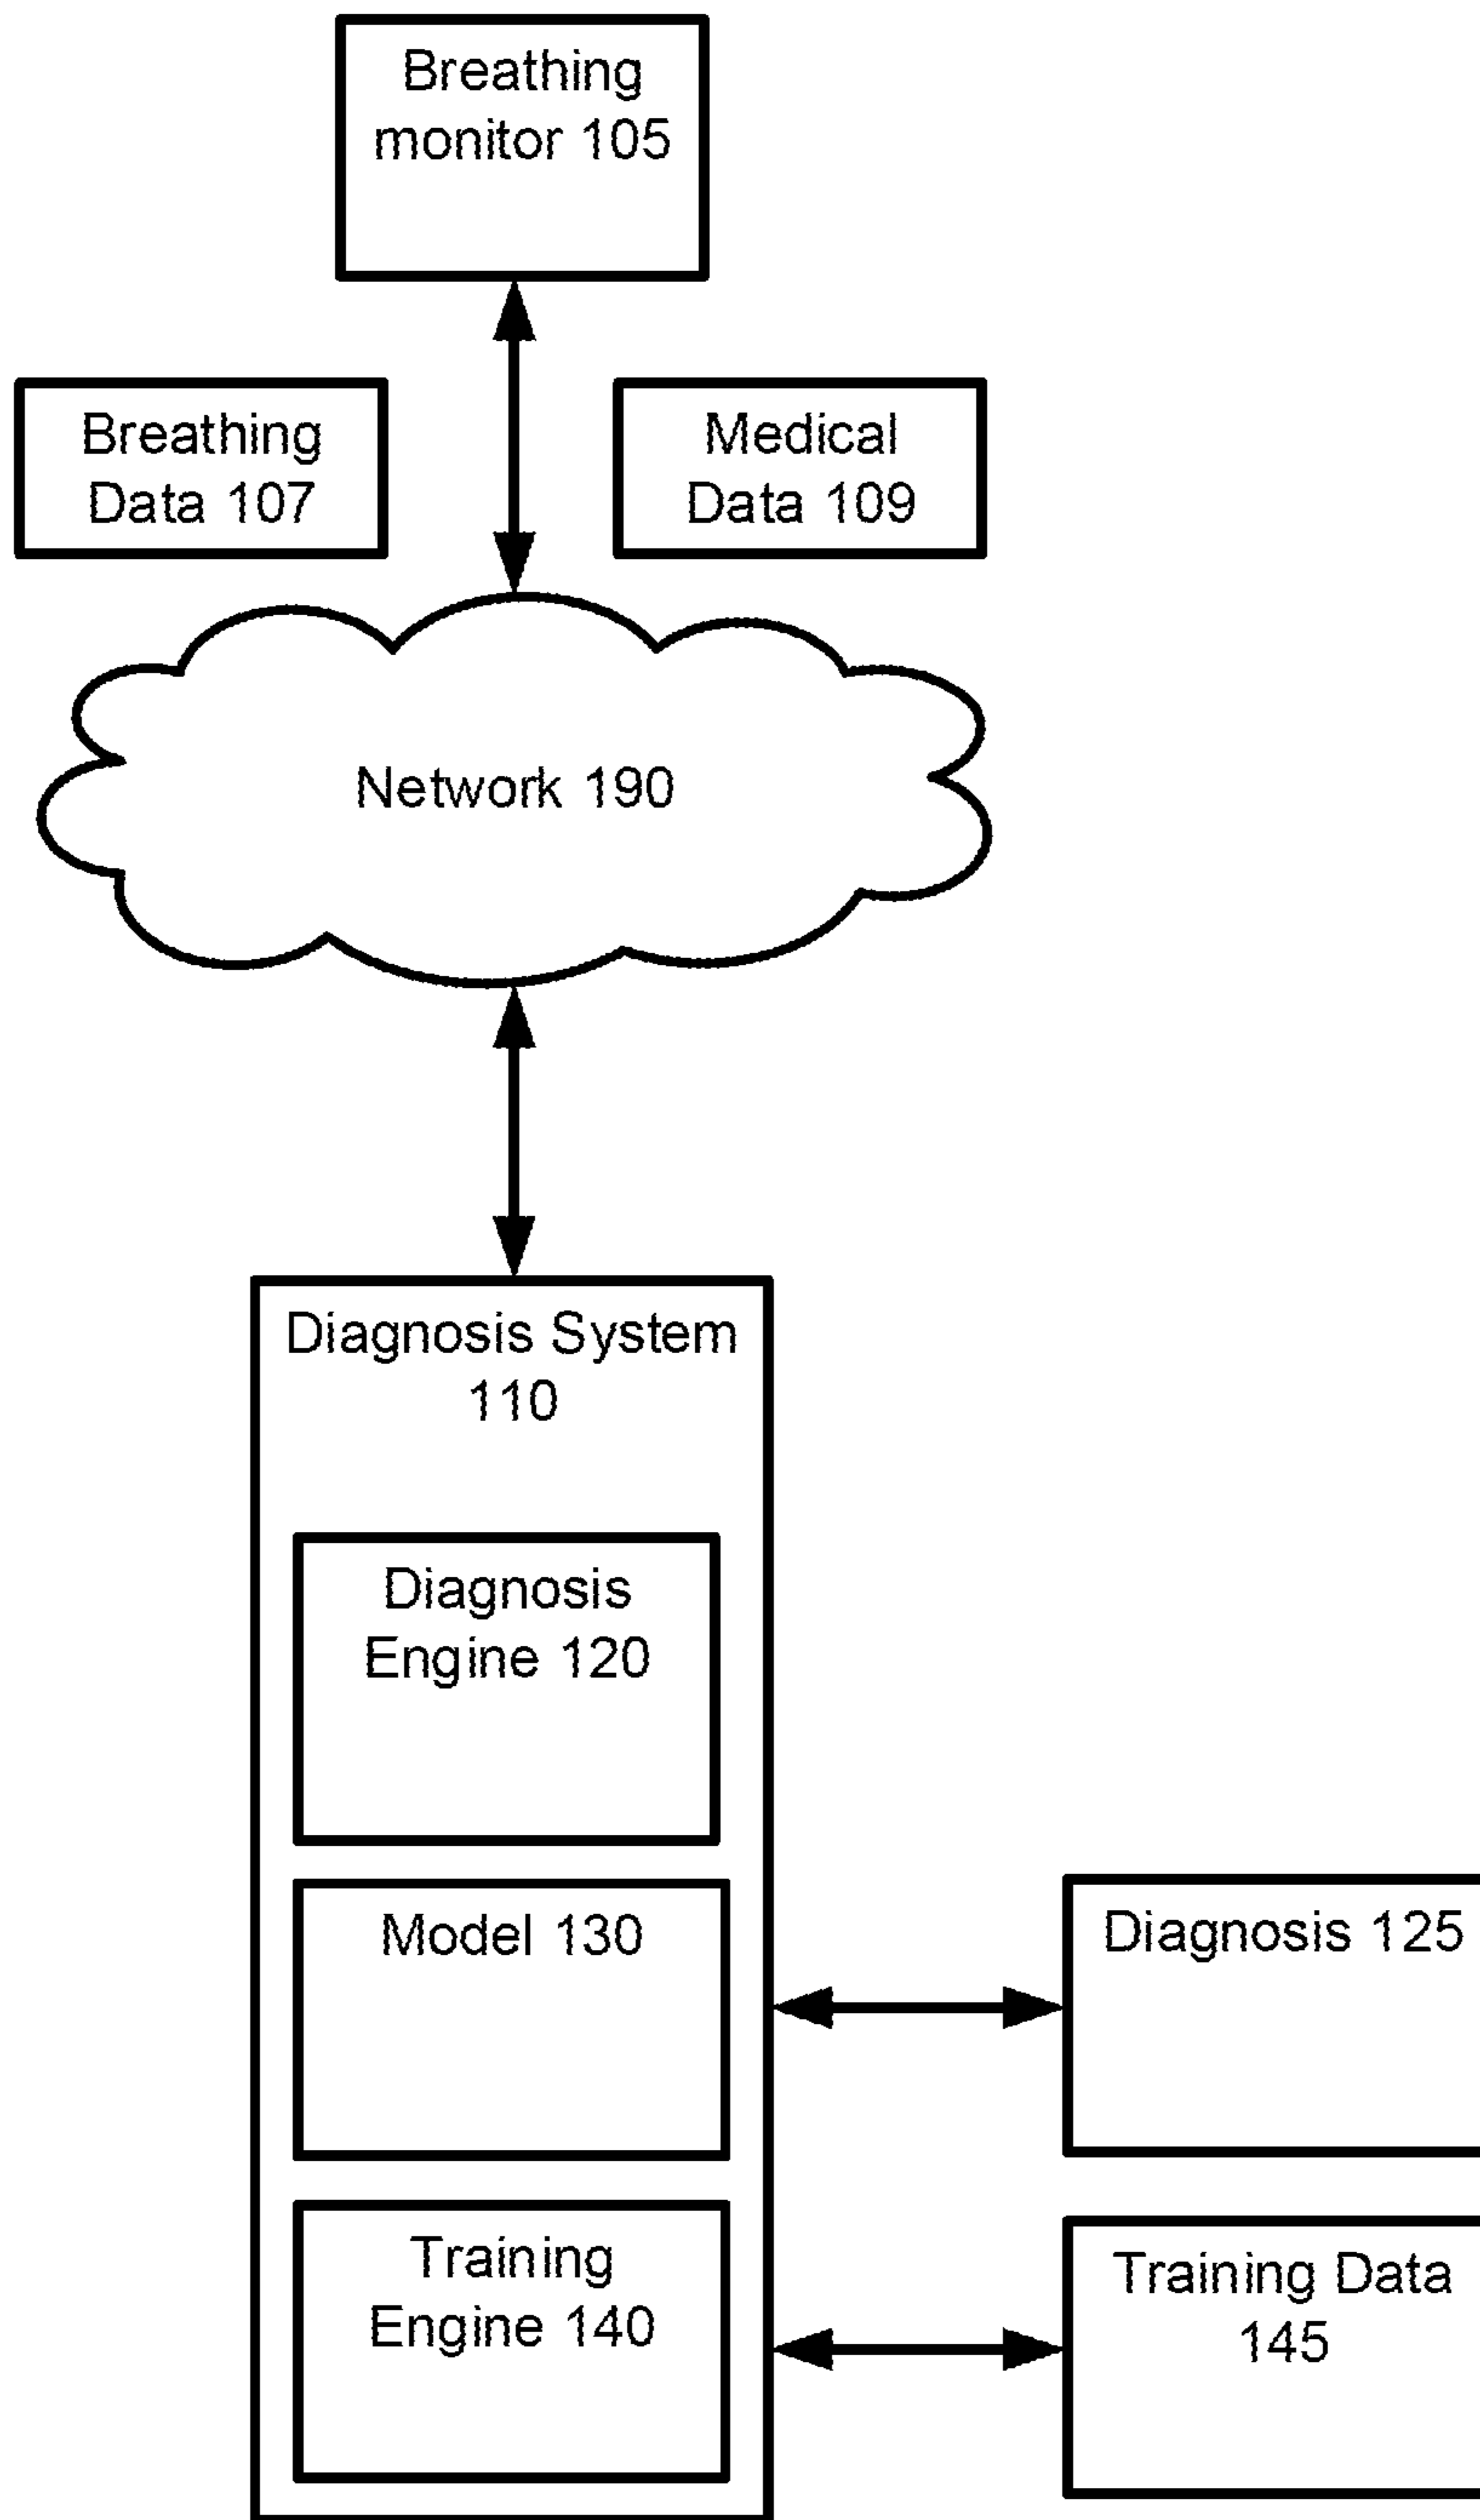 Breathing
monitor 105
Breathing
Data 107
Medical
Data 109
Network 190
Diagnosis System
110
Diagnosis
Engine 120
Model 130
Diagnosis 125
Training
Engine 140
Training Data
145